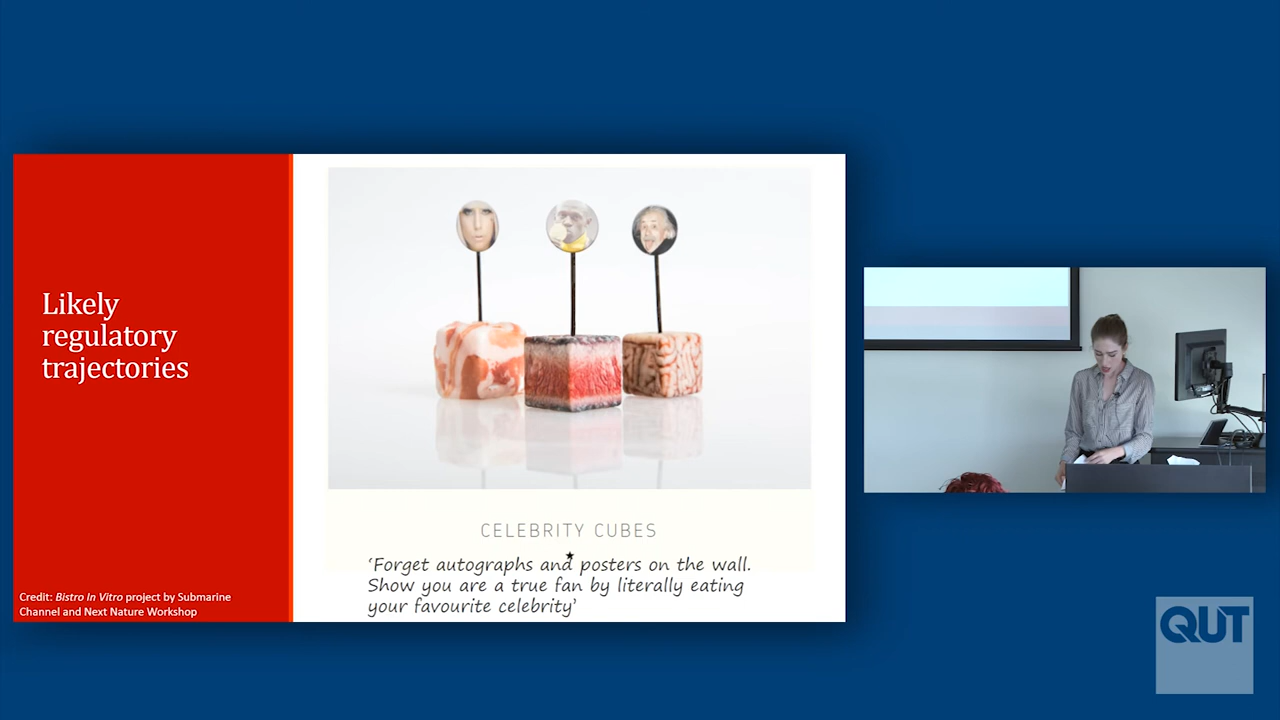 Likely
regulatory
trajectories
Credit: Bistro In Vitro project by Submarine
Channel and Next Nature Workshop
CELEBRITY CUBES
‘Forget autographs and posters on the wall.
Show you are a true fan by literally eating
your favourite celebrity’
QUT